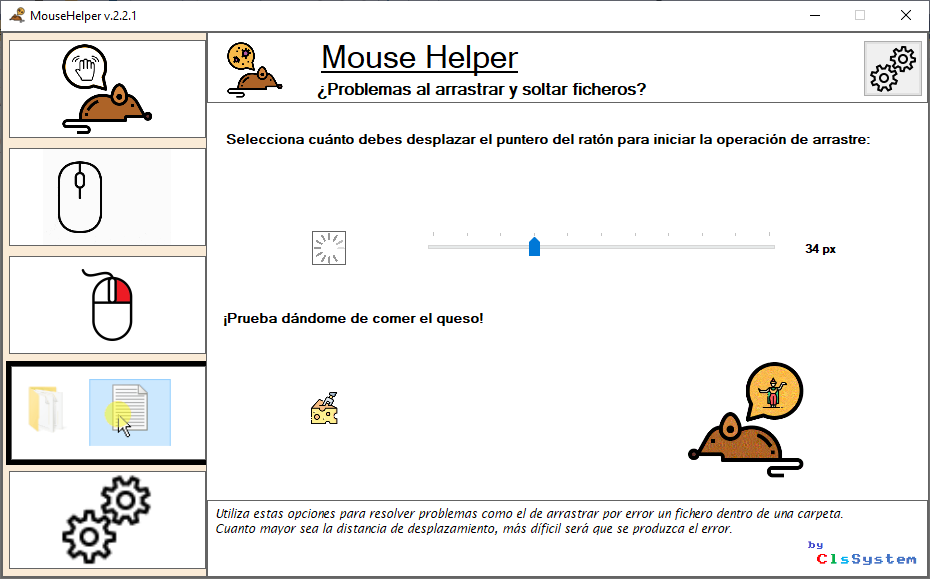 MouseHelper v.2.2.1
Mouse Helper
¿Problemas al arrastrar y soltar ficheros?
Selecciona cuánto debes desplazar el puntero del ratón para iniciar la operación de arrastre:
34 px
¡Prueba dándome de comer el queso!
Utiliza estas opciones para resolver problemas como el de arrastrar por error un fichero dentro de una carpeta.
Cuanto mayor sea la distancia de desplazamiento, más díficil será que se produzca el error.
by
ClsSystem